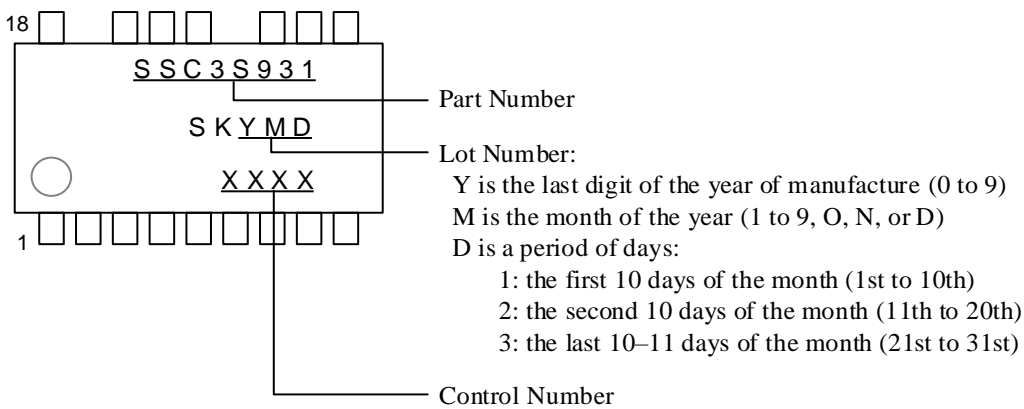 18
SSC3S931
Part Number
SKYMD
Lot Number:
XXXX
Y is the last digit of the year of manufacture (0 to 9)
M is the month of the year (1 to 9, O, N, or D)
1
D is a period of days:
1: the first 10 days of the month (1st to 10th)
2: the second 10 days of the month (11th to 20th)
3: the last 10–11 days of the month (21st to 31st)
Control Number